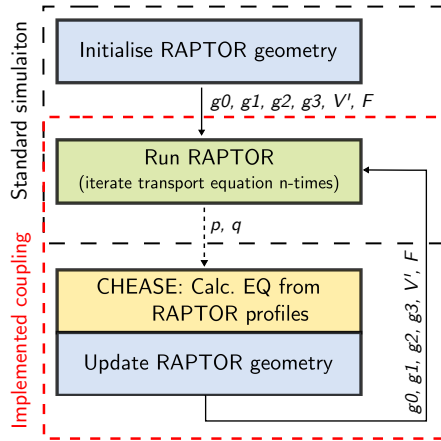 Standard simulaiton
Implemented coupling
Initialise RAPTOR geometry
g0, g1, g2, g3, V', F
Run RAPTOR
(iterate transport equation n-times)
p, q
CHEASE: Calc. EQ from
RAPTOR profiles
Update RAPTOR geometry
g0, g1, g2, g3, V', F